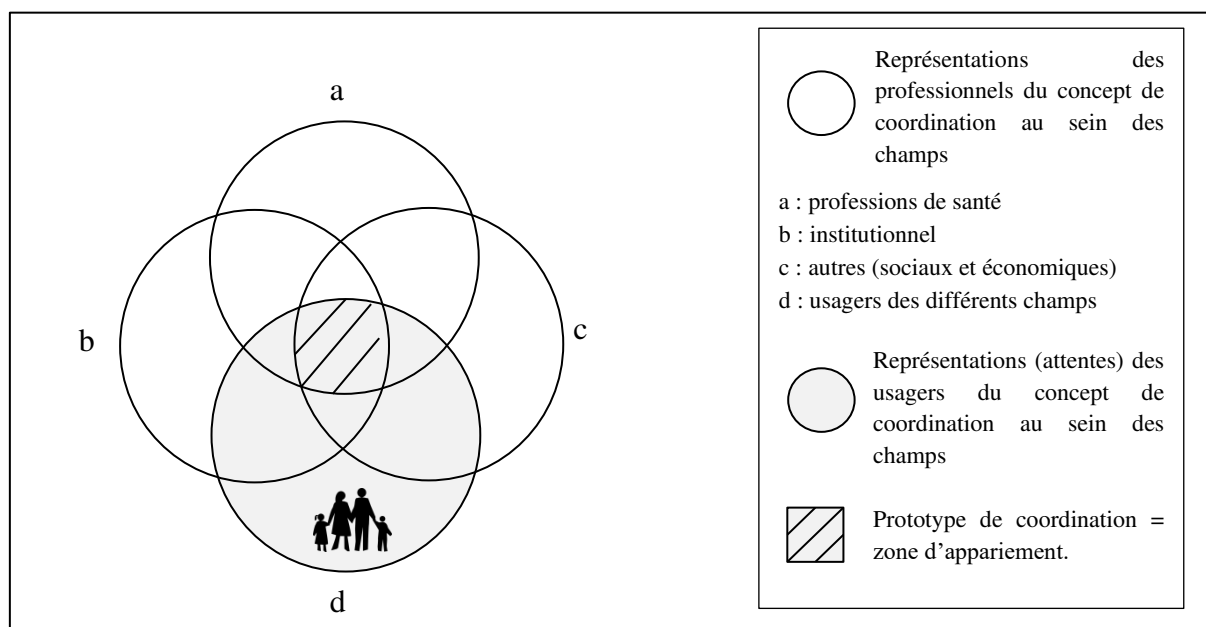 a
b
c
d
Représentations des
professionnels du concept de
coordination au sein des
champs
a : professions de santé
b : institutionnel
c : autres (sociaux et économiques)
d : usagers des différents champs
Représentations (attentes) des
usagers du concept de
coordination au sein des
champs
Prototype de coordination =
zone d'appariement.